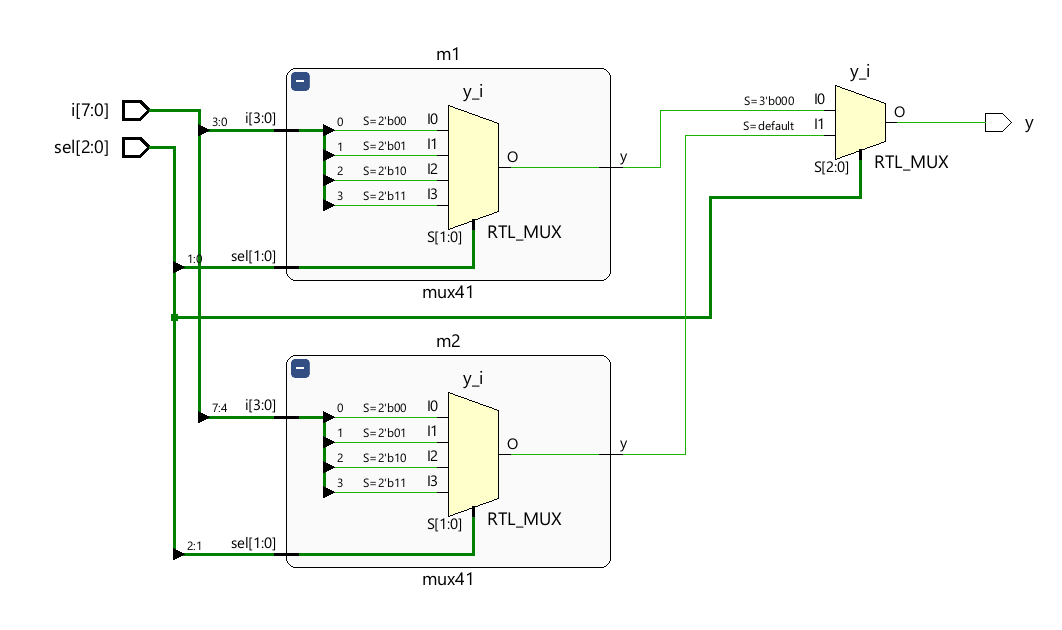 m1
y_i
y_i
i[7:0]
3:0
i[3:0]
0
S=2'b00
I0
S=3'b000
I0
O
y
sel[2:0]
1
S=2'b01
I1
S=default
I1
O
y
2
S=2'b10
I2
S[2:0]
RTL_MUX
3
S=2'b11
I3
S[1:0]
RTL_MUX
1:0
sel[1:0]
mux41
m2
y_i
7:4
i[3:0]
0
S=2'b00
I0
1
S=2'b01
I1
O
y
2
S=2'b10
I2
3
S=2'b11
I3
S[1:0]
RTL_MUX
2:1
sel[1:0]
mux41